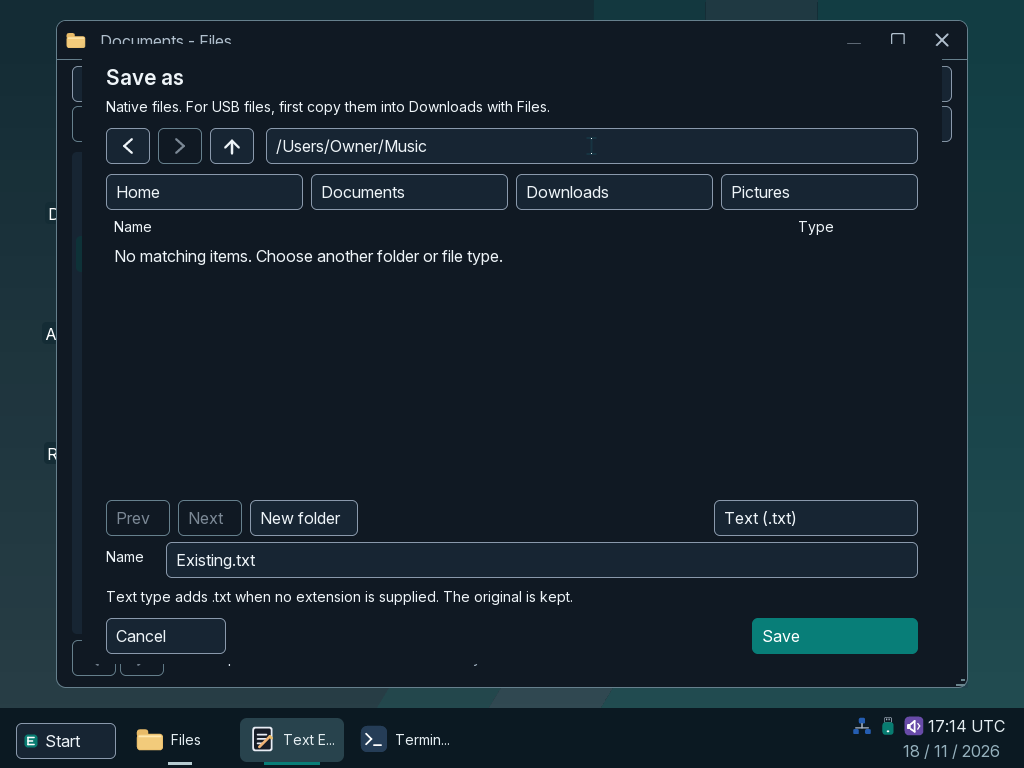 Documents - Files
Save as
Native files. For USB files, first copy them into Downloads with Files.
/Users/Owner/Music
Home
Documents
Downloads
Pictures
Name
Type
No matching items. Choose another folder or file type.
Prev
Next
New folder
Text (.txt)
Name
Existing.txt
Text type adds .txt when no extension is supplied. The original is kept.
Cancel
Save
Start
Files
Text E...
Termin...
17:14 UTC
18 / 11 / 2026